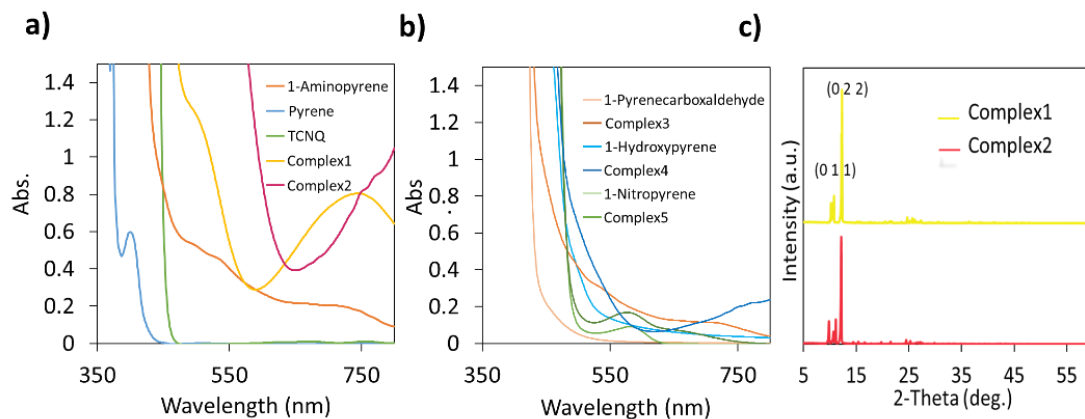 a)
1.4
1.2
1
0.8
0.6
0.4
0.2
0
Abs.
1-Aminopyrene
Pyrene
TCNQ
Complex1
Complex2
350
550
750
Wavelength (nm)
b)
1.4
1.2
1
0.8
0.6
0.4
0.2
0
Abs.
1-Pyrenecarboxaldehyde
Complex3
1-Hydroxypyrene
Complex4
1-Nitropyrene
Complex5
350
550
750
Wavelength (nm)
c)
Intensity (a.u.)
(0 2 2)
(0 1 1)
Complex1
Complex2
5
15
25
35
45
55
2-Theta (deg.)